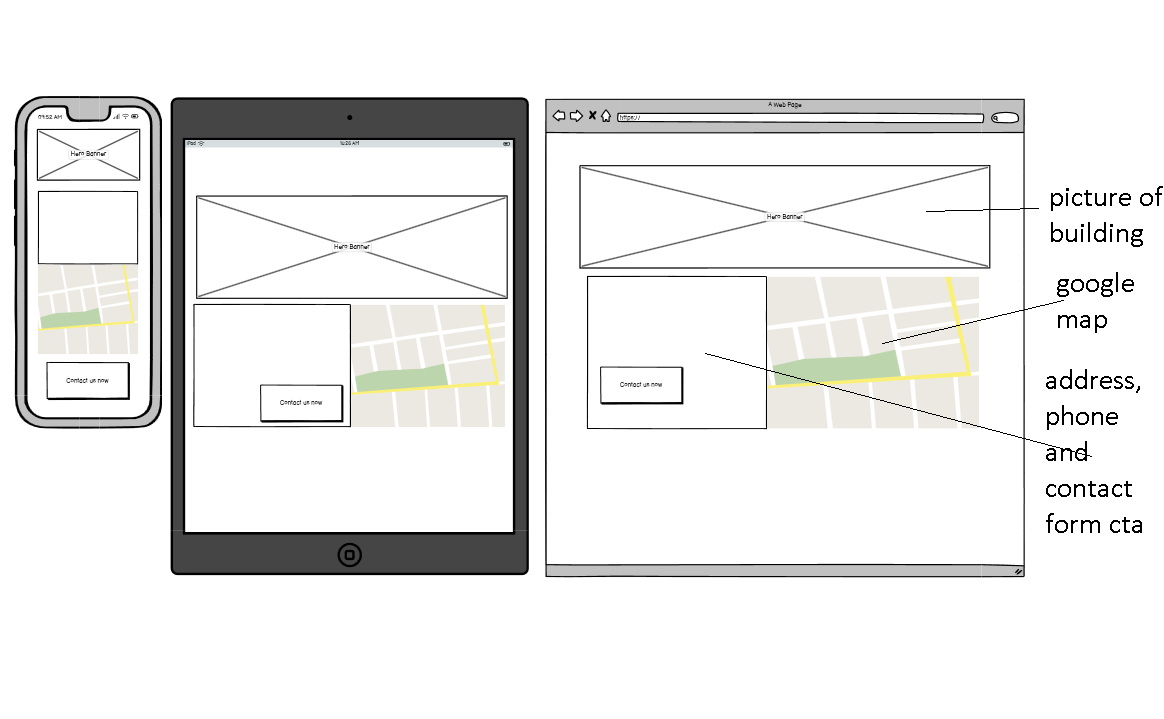 09:52 AM
Hero Banner
Contact us now
iPad
10:26 AM
Hero Banner
Contact us now
A Web Page
https://
Hero Banner
Contact us now
picture of
building
google
map
address,
phone
and
contact
form cta